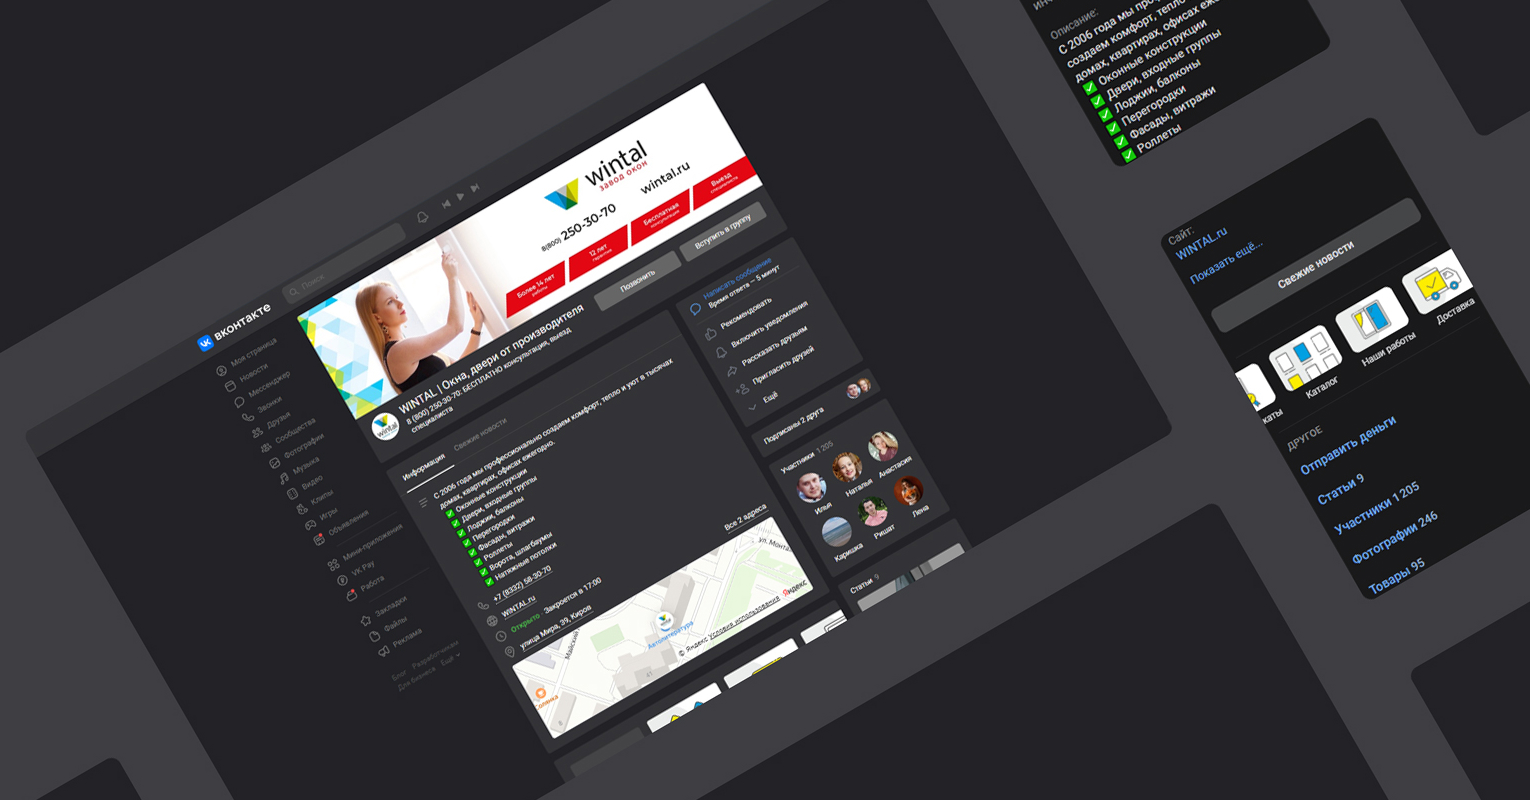 ВКОНТАКТЕ
Поиск
Моя страница
Новости
Мессенджер
Звонки
Друзья
Сообщества
Фотографии
Музыка
Видео
Клипы
Игры
Объявления
Мини-приложения
VK Pay
Работа
Закладки
Файлы
Реклама
Блог Разработчикам
Для бизнеса Ещё
wintal
ЗАВОД ОКОН
8(800) 250-30-70
wintal.ru
Более 14 лет
работы
12 лет
гарантия
Бесплатная
консультация
Выезд
специалиста
wintal
WINTAL | Окна, двери от производителя
8 (800) 250-30-70; БЕСПЛАТНО консультация, выезд
специалиста
Позвонить
Вступить в группу
Информация
Свежие новости
С 2006 года мы профессионально создаем комфорт, тепло и уют в тысячах
домах, квартирах, офисах ежегодно.
✅ Оконные конструкции
✅ Двери, входные группы
✅ Лоджии, балконы
✅ Перегородки
✅ Фасады, витражи
✅ Роллеты
✅ Ворота, шлагбаумы
✅ Натяжные потолки
+7 (8332) 58-30-70
WINTAL.ru
Открыто Закроется в 17:00
улица Мира, 39, Киров
Все 2 адреса
ул. Монта
Майский
wintal
Автолитература
Солянка
41
© Яндекс Условия использования
Яндекс
Написать сообщение
Время ответа — 5 минут
Рекомендовать
Включить уведомления
Рассказать друзьям
Пригласить друзей
Ещё
Подписаны 2 друга
Участники 1 205
Илья
Наталья
Анастасия
Каришка
Ришат
Лена
Статьи 9
Описание:
С 2006 года мы про
создаем комфорт, тепло
домах, квартирах, офисах еже
✅ Оконные конструкции
✅ Двери, входные группы
✅ Лоджии, балконы
✅ Перегородки
✅ Фасады, витражи
✅ Роллеты
Сайт:
WINTAL.ru
Показать ещё...
Свежие новости
каты
Каталог
Наши работы
Доставка
ДРУГОЕ
Отправить деньги
Статьи 9
Участники 1 205
Фотографии 246
Товары 95